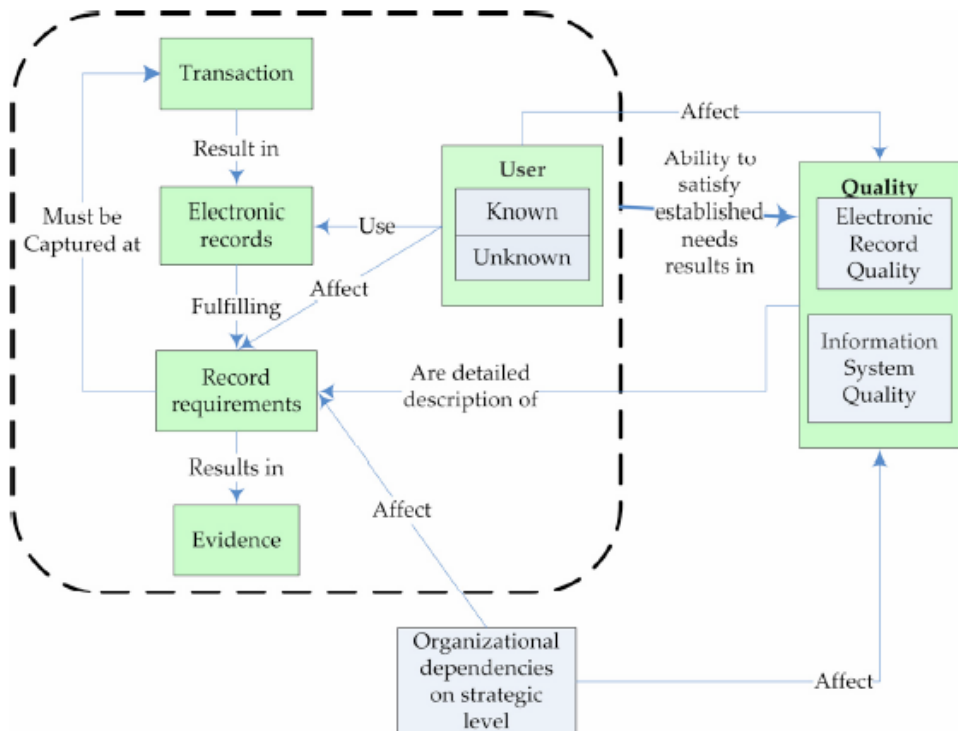 Transaction
Affect
Result in
User
Ability to
satisfy
established
needs
results in
Quality
Known
Unknown
Electronic
Record
Quality
Must be
Captured at
Electronic
records
Use
Affect
Fulfilling
Information
System
Quality
Record
requirements
Are detailed
description of
Results in
Affect
Evidence
Organizational
dependencies
on strategic
level
Affect